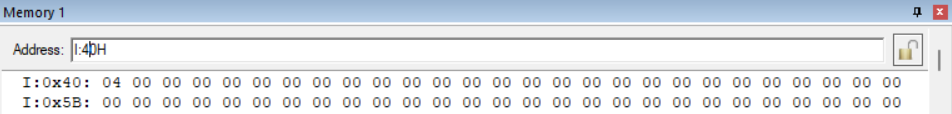 Memory 1
Address: I:40H
I:0x40: 04 00 00 00 00 00 00 00 00 00 00 00 00 00 00 00 00 00 00 00 00 00 00 00 00 00 00
I:0x5B: 00 00 00 00 00 00 00 00 00 00 00 00 00 00 00 00 00 00 00 00 00 00 00 00 00 00 00